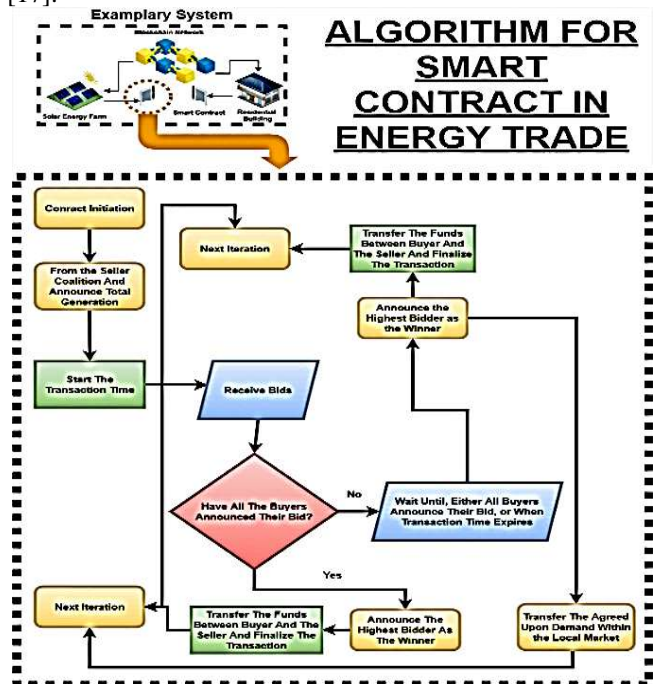 [17].
Examplary System
Blockchain Network
Solar Energy Farm
Smart Contract
Residential
Building
ALGORITHM FOR
SMART
CONTRACT IN
ENERGY TRADE
Conract Initiation
From the Seller
Coalition And
Announce Total
Generation
Start The
Transaction Time
Receive Bids
Have All The Buyers
Announced Their Bid?
No
Wait Until, Either All Buyers
Announce Their Bid, or When
Transaction Time Expires
Announce the
Highest Bidder as
the Winner
Transfer The Funds
Between Buyer And
The Seller And Finalize
The Transaction
Next Iteration
Yes
Announce The
Highest Bidder As
The Winner
Transfer The Funds
Between Buyer And The
Seller And Finalize The
Transaction
Next Iteration
Transfer The Agreed
Upon Demand Within
the Local Market